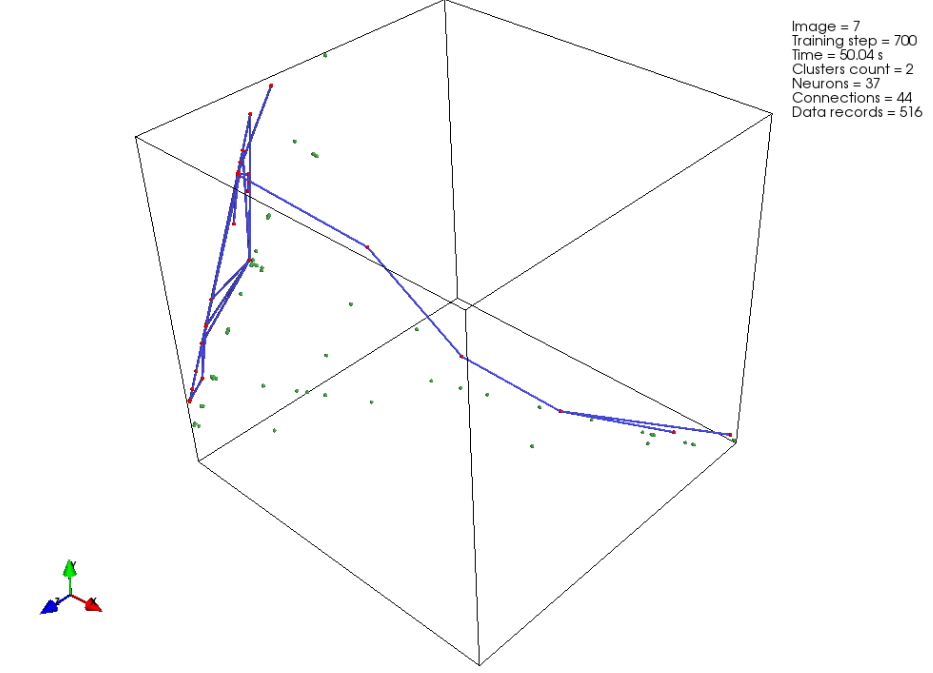 Image = 7
Training step = 700
Time = 50.04 s
Clusters count = 2
Neurons = 37
Connections = 44
Data records = 516
Y
Z
X